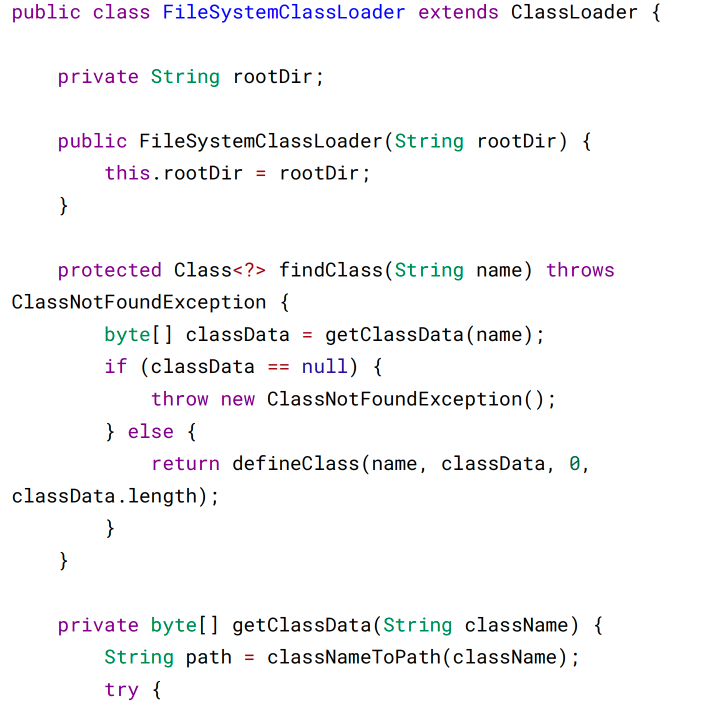 public class FileSystemClassLoader extends ClassLoader {
private String rootDir;
public FileSystemClassLoader(String rootDir) {
this.rootDir = rootDir;
}
protected Class<?> findClass(String name) throws
ClassNotFoundException {
byte[] classData = getClassData(name);
if (classData == null) {
throw new ClassNotFoundException();
} else {
return defineClass(name, classData, 0,
classData.length);
}
}
private byte[] getClassData(String className) {
String path = classNameToPath(className);
try {